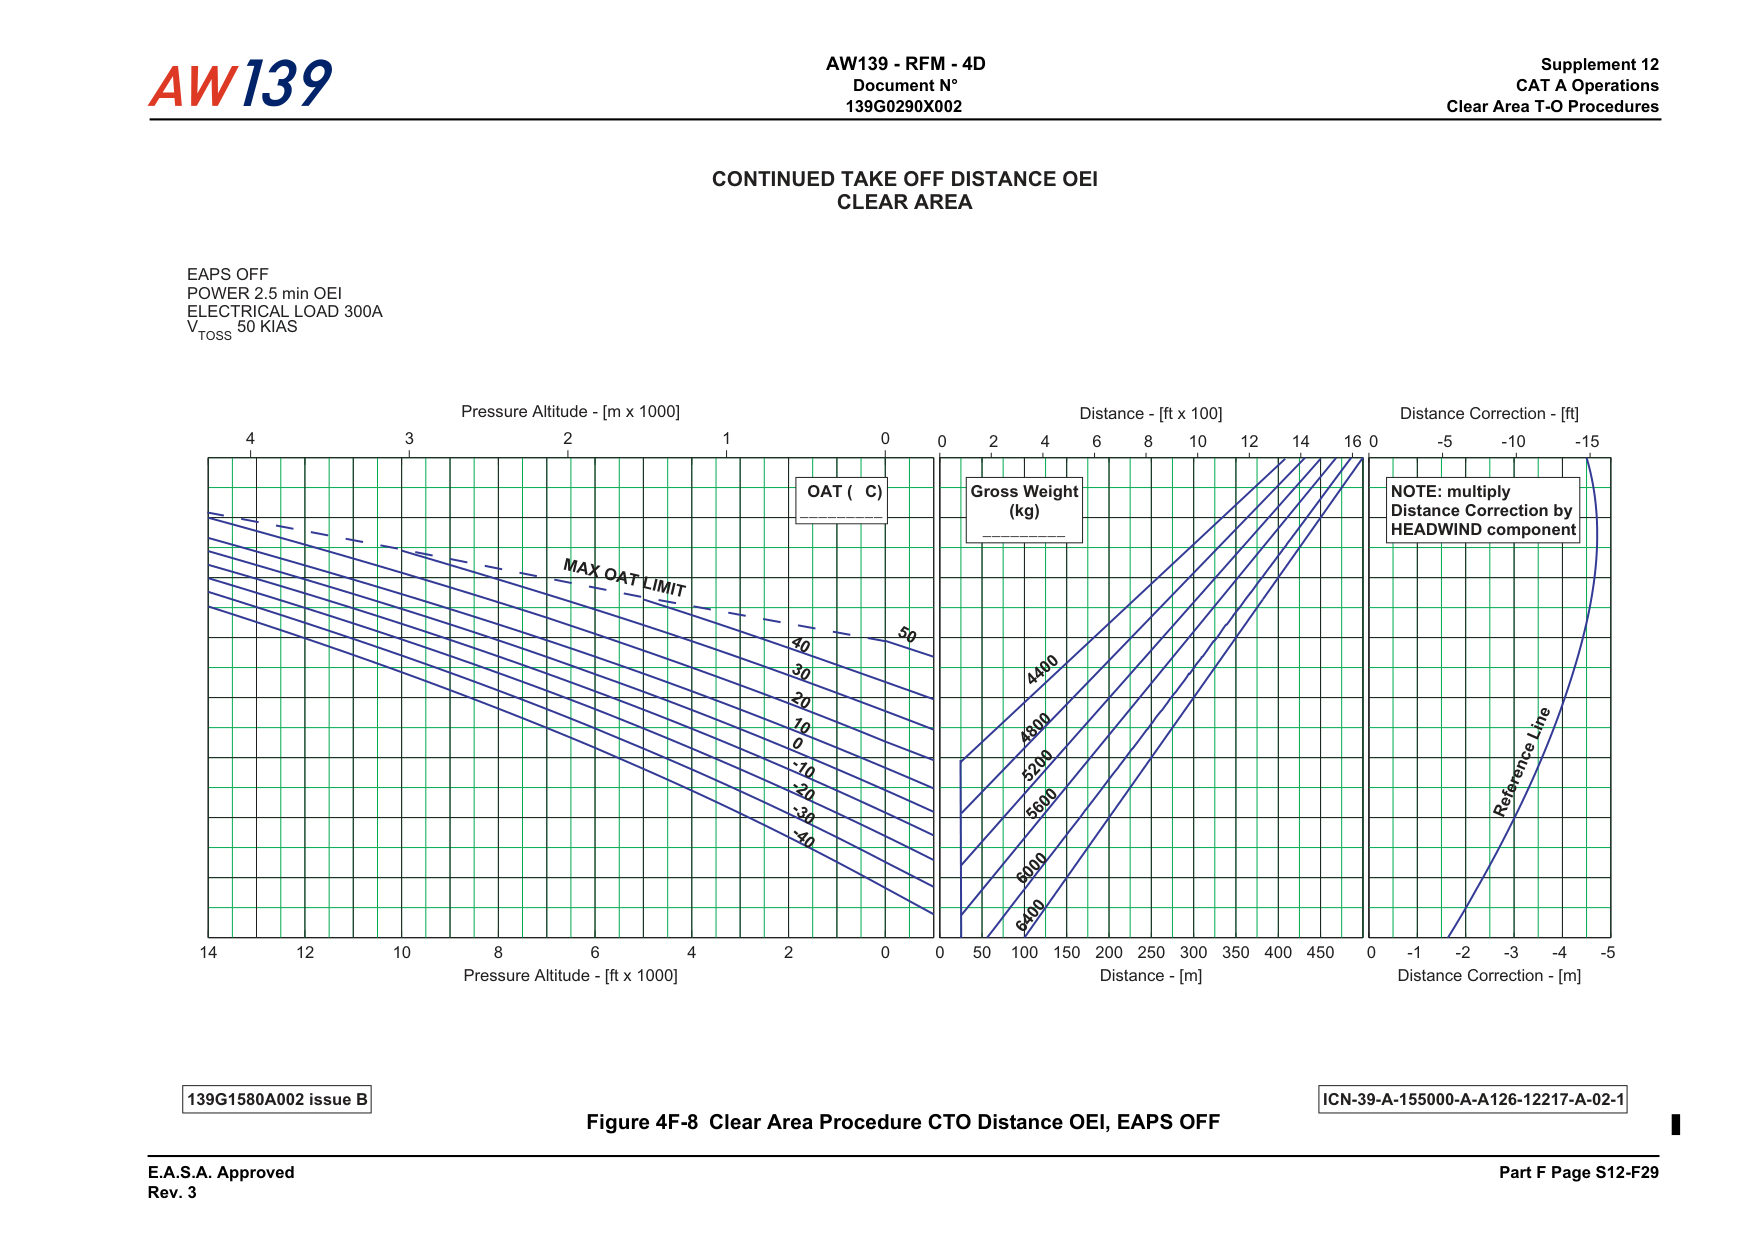 AW139
AW139 - RFM - 4D
Document N°
139G0290X002
Supplement 12
CAT A Operations
Clear Area T-O Procedures
CONTINUED TAKE OFF DISTANCE OEI
CLEAR AREA
EAPS OFF
POWER 2.5 min OEI
ELECTRICAL LOAD 300A
VTOSS 50 KIAS
Pressure Altitude - [m x 1000]
4 3 2 1 0
Distance - [ft x 100]
0 2 4 6 8 10 12 14 16
Distance Correction - [ft]
0 -5 -10 -15
OAT ( C)
_________
Gross Weight
(kg)
_________
NOTE: multiply
Distance Correction by
HEADWIND component
MAX OAT LIMIT
50
40
30
20
10
0
-10
-20
-30
-40
4400
4800
5200
5600
6000
6400
Reference Line
14 12 10 8 6 4 2 0
Pressure Altitude - [ft x 1000]
0 50 100 150 200 250 300 350 400 450
Distance - [m]
0 -1 -2 -3 -4 -5
Distance Correction - [m]
139G1580A002 issue B
ICN-39-A-155000-A-A126-12217-A-02-1
Figure 4F-8 Clear Area Procedure CTO Distance OEI, EAPS OFF
E.A.S.A. Approved
Rev. 3
Part F Page S12-F29